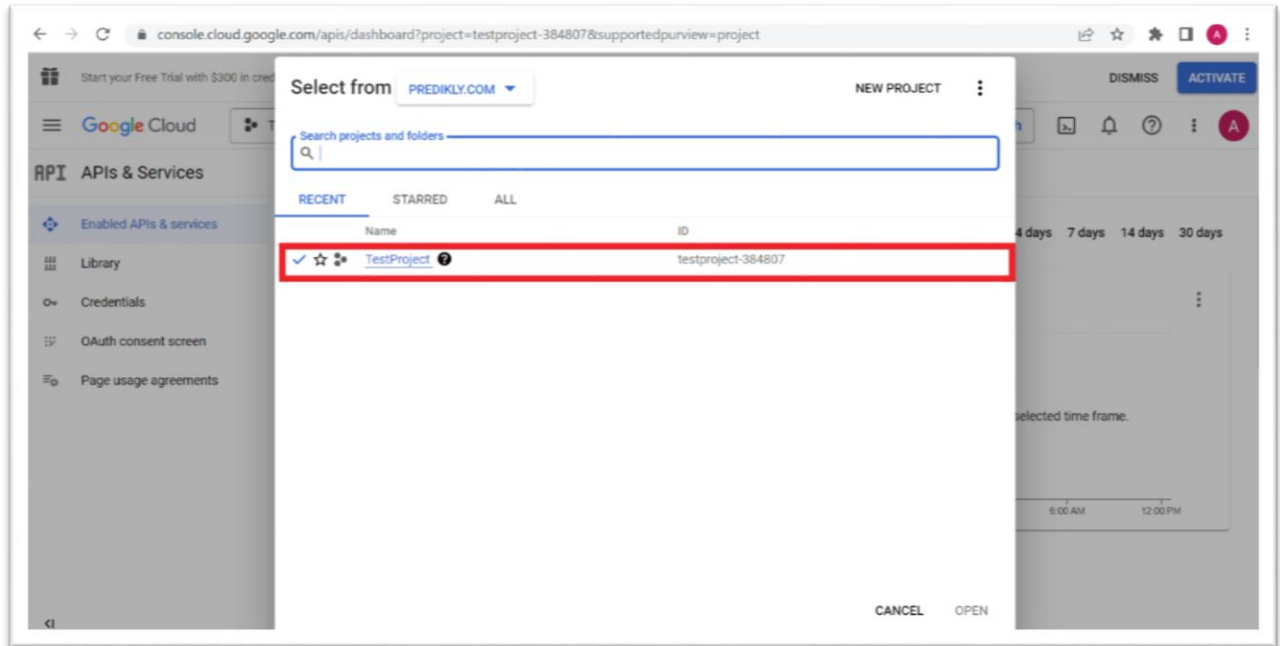 console.cloud.google.com/apis/dashboard?project=testproject-384807&supportedpurview=project
A
Start your Free Trial with $300 in cred
DISMISS
ACTIVATE
Select from PREDIKLY.COM
NEW PROJECT
Google Cloud
T
A
Search projects and folders
API APIs & Services
RECENT STARRED ALL
Enabled APIs & services
Name ID
4 days 7 days 14 days 30 days
Library
TestProject testproject-384807
Credentials
OAuth consent screen
Page usage agreements
selected time frame.
6:00 AM 12:00 PM
CANCEL OPEN